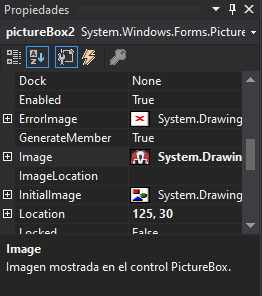 Propiedades
pictureBox2 System.Windows.Forms.Picture
Dock None
Enabled True
ErrorImage System.Drawing
GenerateMember True
Image System.Drawin
ImageLocation
InitialImage System.Drawing
Location 125, 30
Locked False
Image
Imagen mostrada en el control PictureBox.